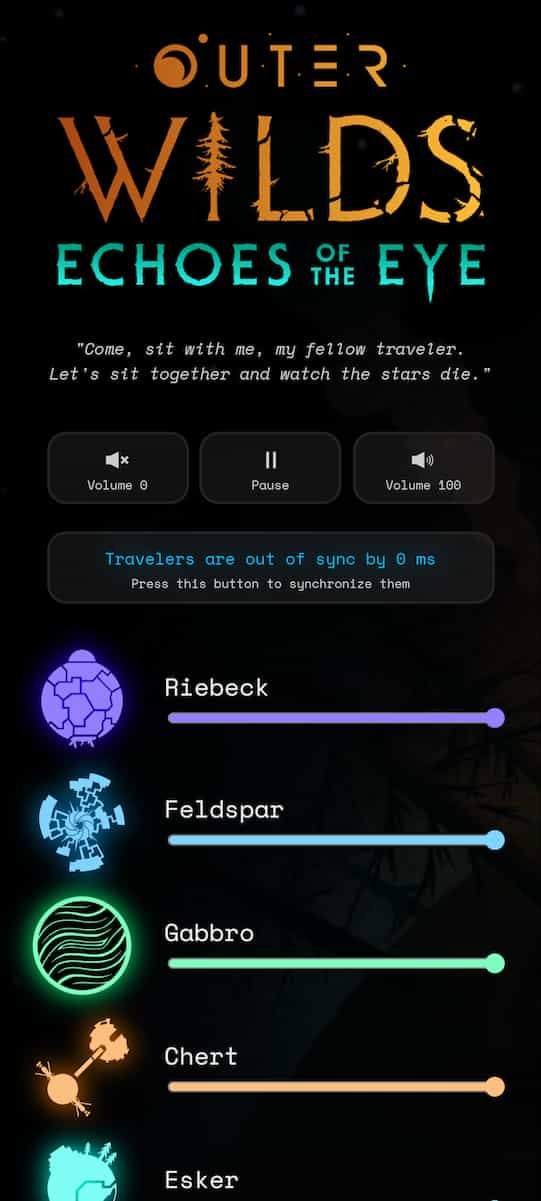 OUTER
WILDS
ECHOES OF THE EYE
"Come, sit with me, my fellow traveler.
Let's sit together and watch the stars die."
Volume 0
Pause
Volume 100
Travelers are out of sync by 0 ms
Press this button to synchronize them
Riebeck
Feldspar
Gabbro
Chert
Esker